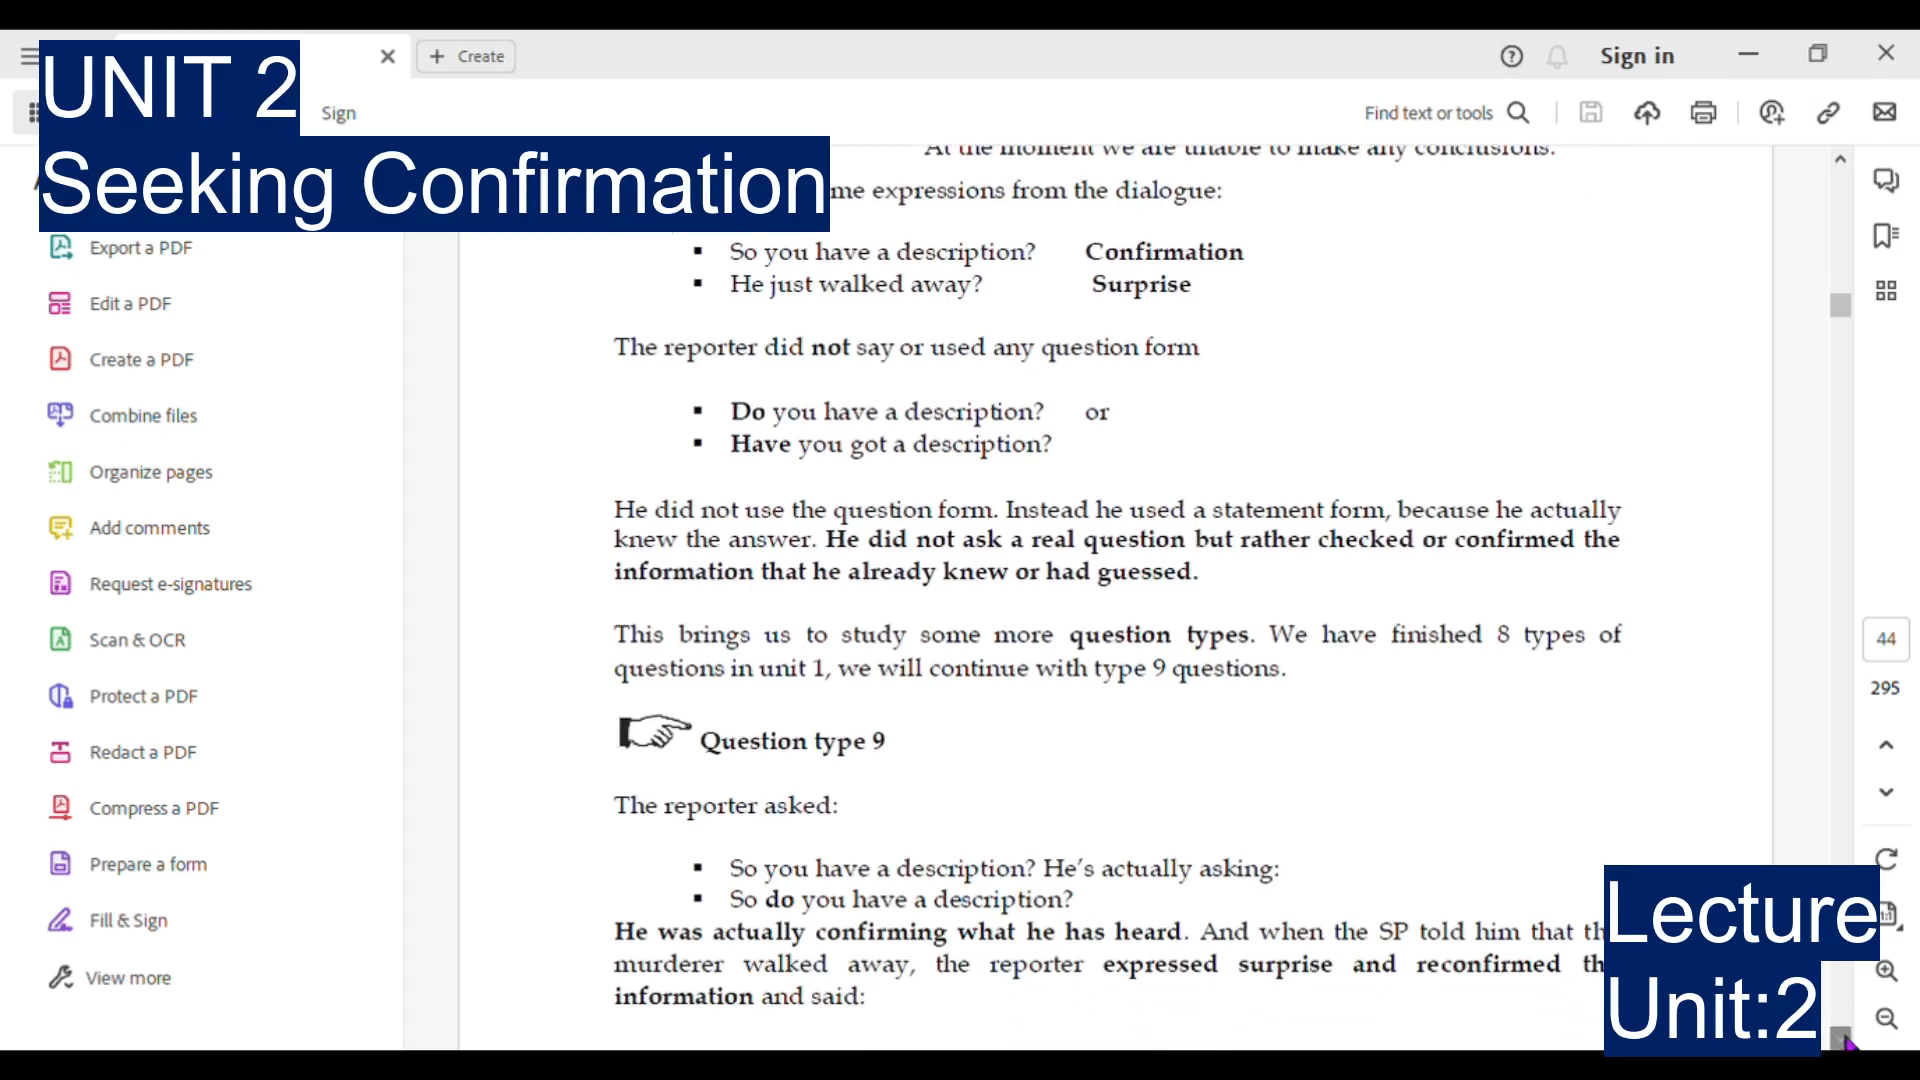 UNIT 2
Seeking Confirmation
Create
Sign in
Sign
Find text or tools
At the moment we are unable to make any conclusions.
me expressions from the dialogue:
▪ So you have a description? Confirmation
▪ He just walked away? Surprise
The reporter did not say or used any question form
▪ Do you have a description? or
▪ Have you got a description?
He did not use the question form. Instead he used a statement form, because he actually
knew the answer. He did not ask a real question but rather checked or confirmed the
information that he already knew or had guessed.
This brings us to study some more question types. We have finished 8 types of
questions in unit 1, we will continue with type 9 questions.
Question type 9
The reporter asked:
▪ So you have a description? He's actually asking:
▪ So do you have a description?
He was actually confirming what he has heard. And when the SP told him that th
murderer walked away, the reporter expressed surprise and reconfirmed th
information and said:
Export a PDF
Edit a PDF
Create a PDF
Combine files
Organize pages
Add comments
Request e-signatures
Scan & OCR
Protect a PDF
Redact a PDF
Compress a PDF
Prepare a form
Fill & Sign
View more
44
295
Lecture
Unit:2